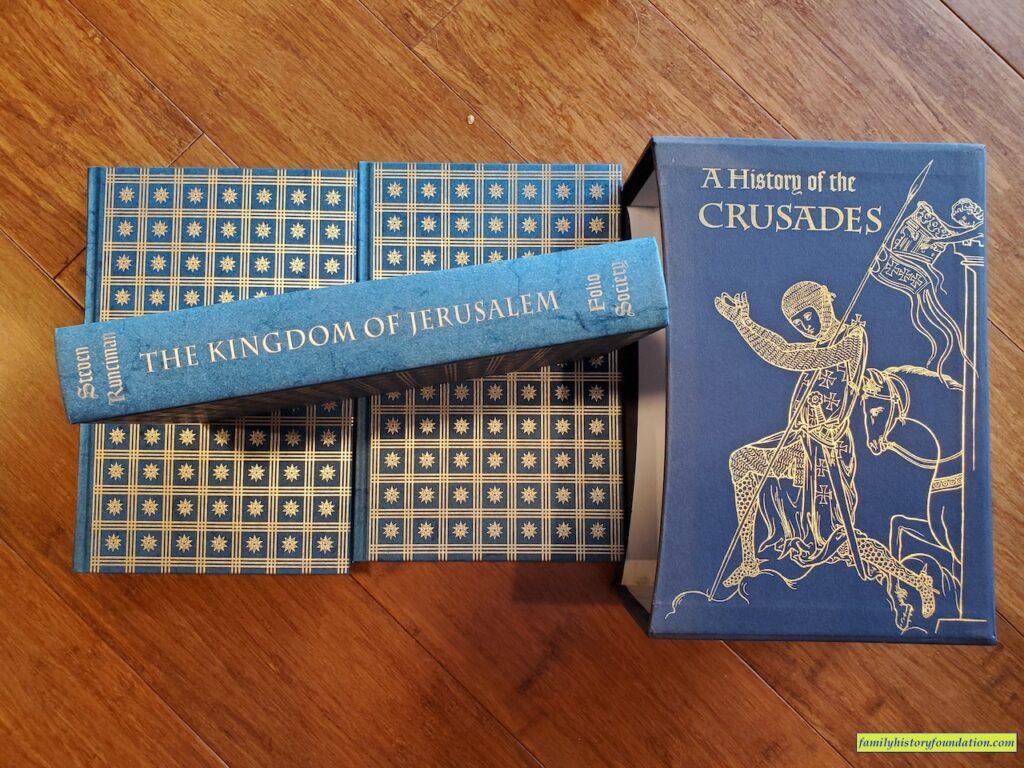 Steven
Runciman
THE KINGDOM OF JERUSALEM
Folio
Society
A History of the
CRUSADES
familyhistoryfoundation.com